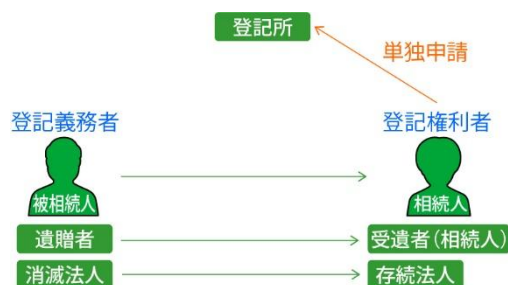 登記所
単独申請
登記義務者
登記権利者
被相続人
相続人
遺贈者
受遺者(相続人)
消滅法人
存続法人